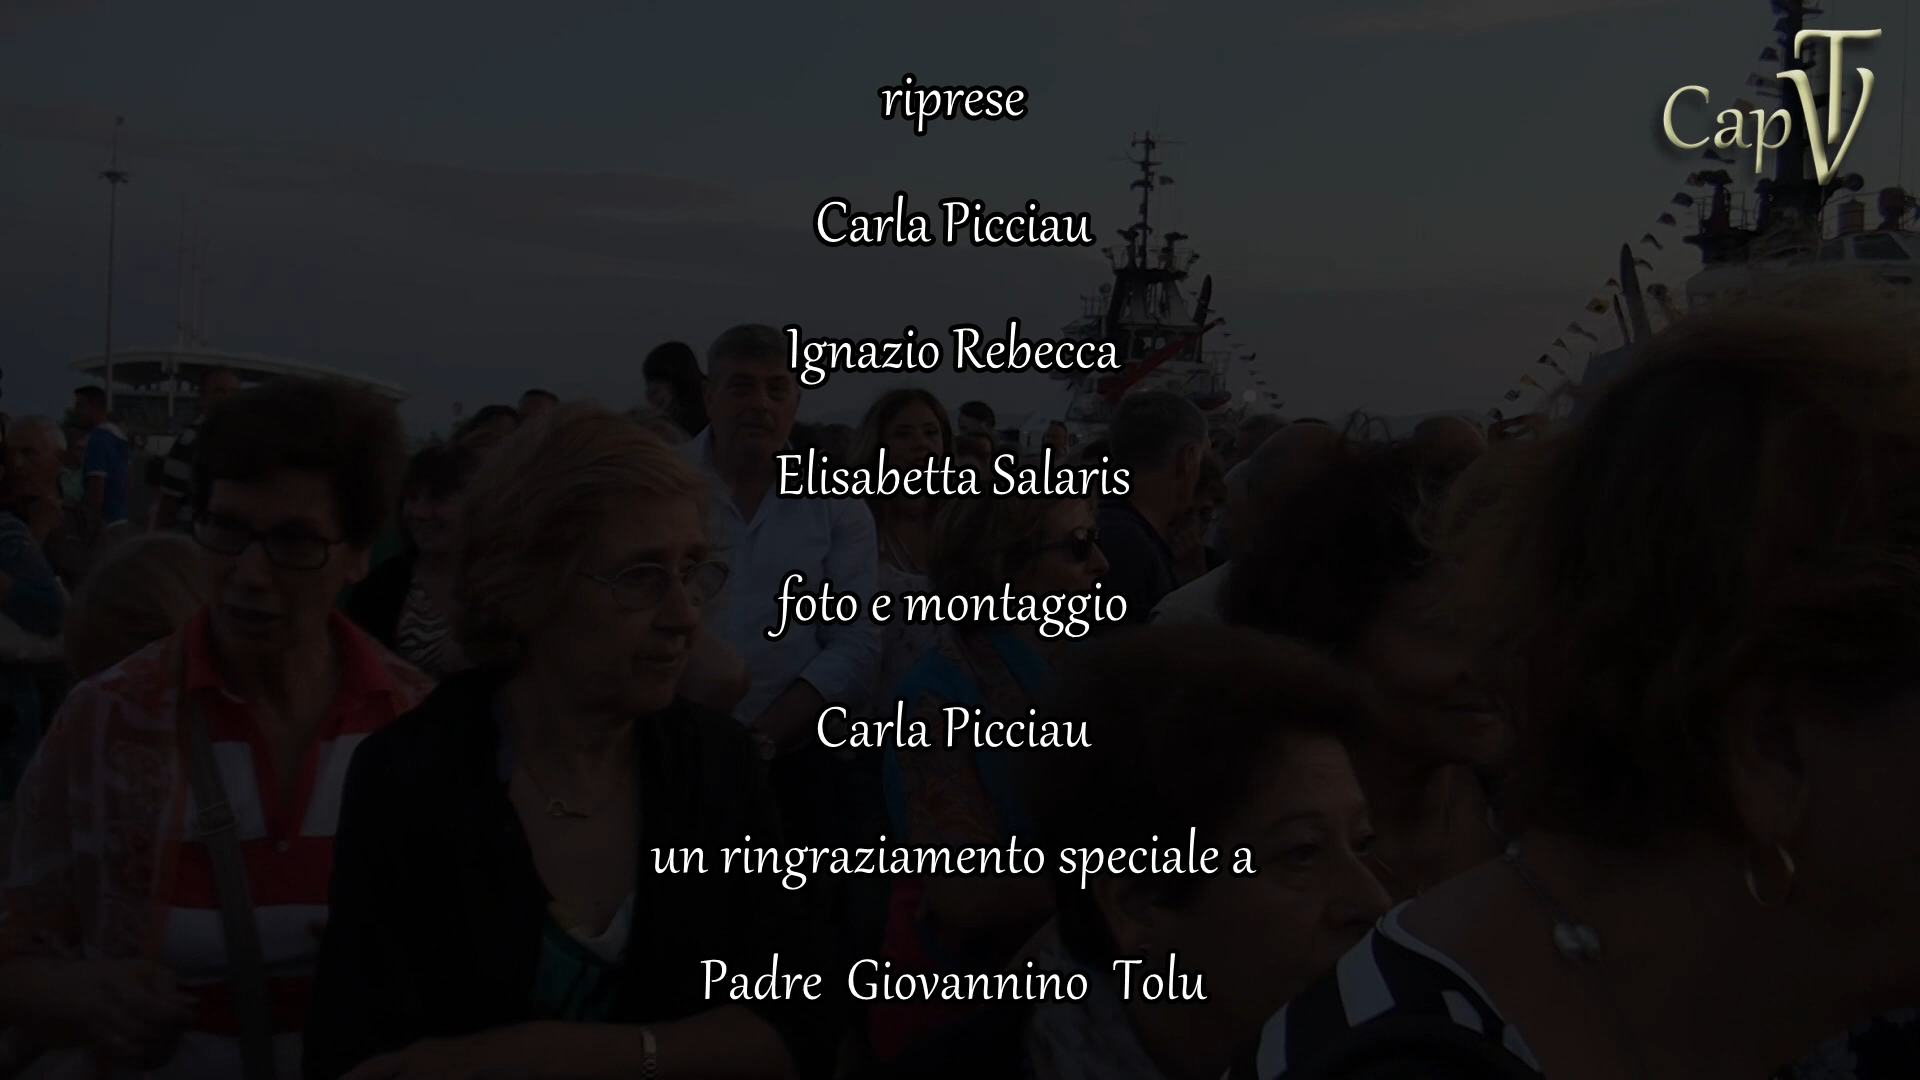 CapTV
riprese
Carla Picciau
Ignazio Rebecca
Elisabetta Salaris
foto e montaggio
Carla Picciau
un ringraziamento speciale a
Padre Giovannino Tolu